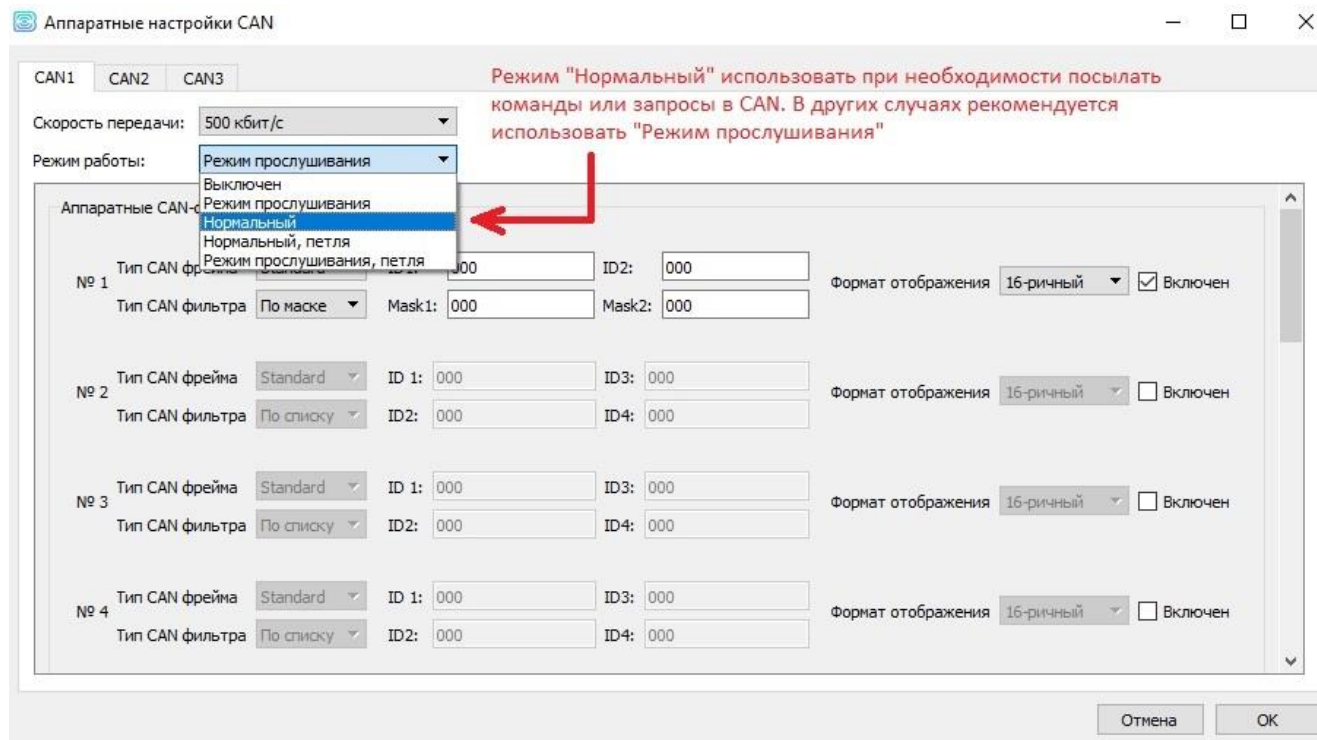 Аппаратные настройки CAN
CAN1 CAN2 CAN3
Режим "Нормальный" использовать при необходимости посылать
команды или запросы в CAN. В других случаях рекомендуется
использовать "Режим прослушивания"
Скорость передачи: 500 кбит/с
Режим работы: Режим прослушивания
Выключен
Режим прослушивания
Нормальный
Нормальный, петля
Режим прослушивания, петля
Аппаратные CAN-
№ 1
Тип CAN 000 ID2: 000
Тип CAN фильтра По маске Mask1: 000 Mask2: 000
Формат отображения 16-ричный Включен
№ 2
Тип CAN фрейма Standard ID 1: 000 ID3: 000
Тип CAN фильтра По списку ID2: 000 ID4: 000
Формат отображения 16-ричный Включен
№ 3
Тип CAN фрейма Standard ID 1: 000 ID3: 000
Тип CAN фильтра По списку ID2: 000 ID4: 000
Формат отображения 16-ричный Включен
№ 4
Тип CAN фрейма Standard ID 1: 000 ID3: 000
Тип CAN фильтра По списку ID2: 000 ID4: 000
Формат отображения 16-ричный Включен
Отмена OK